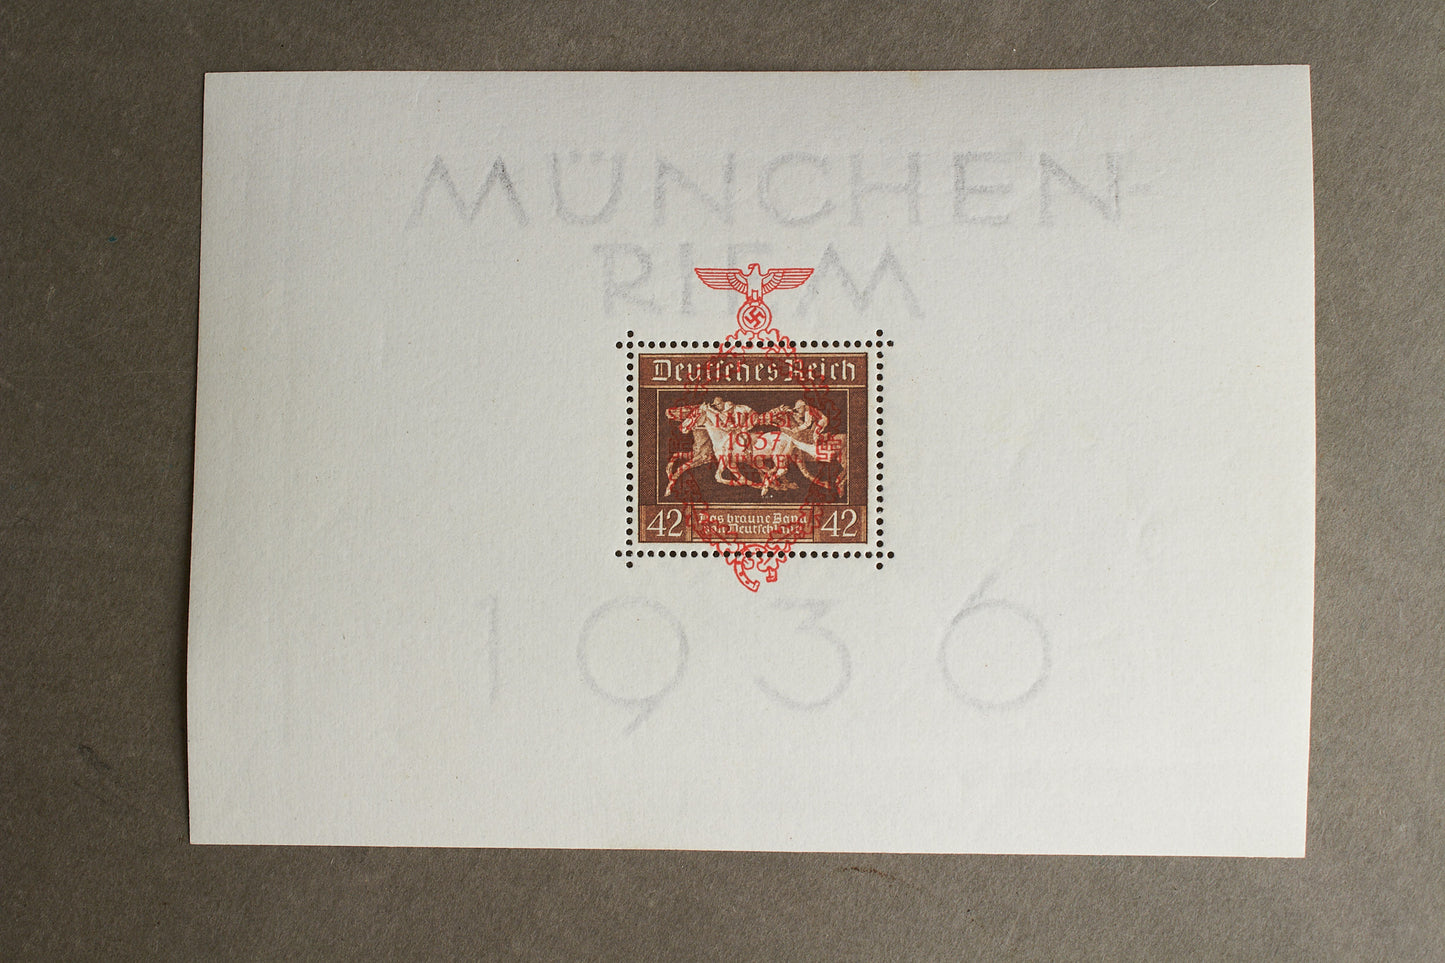 MÜNCHEN-
RIEM
Deutsches Reich
1.AUGUST
1937
MÜNCHEN
42 Das braune Band 42
von Deutschland
1936